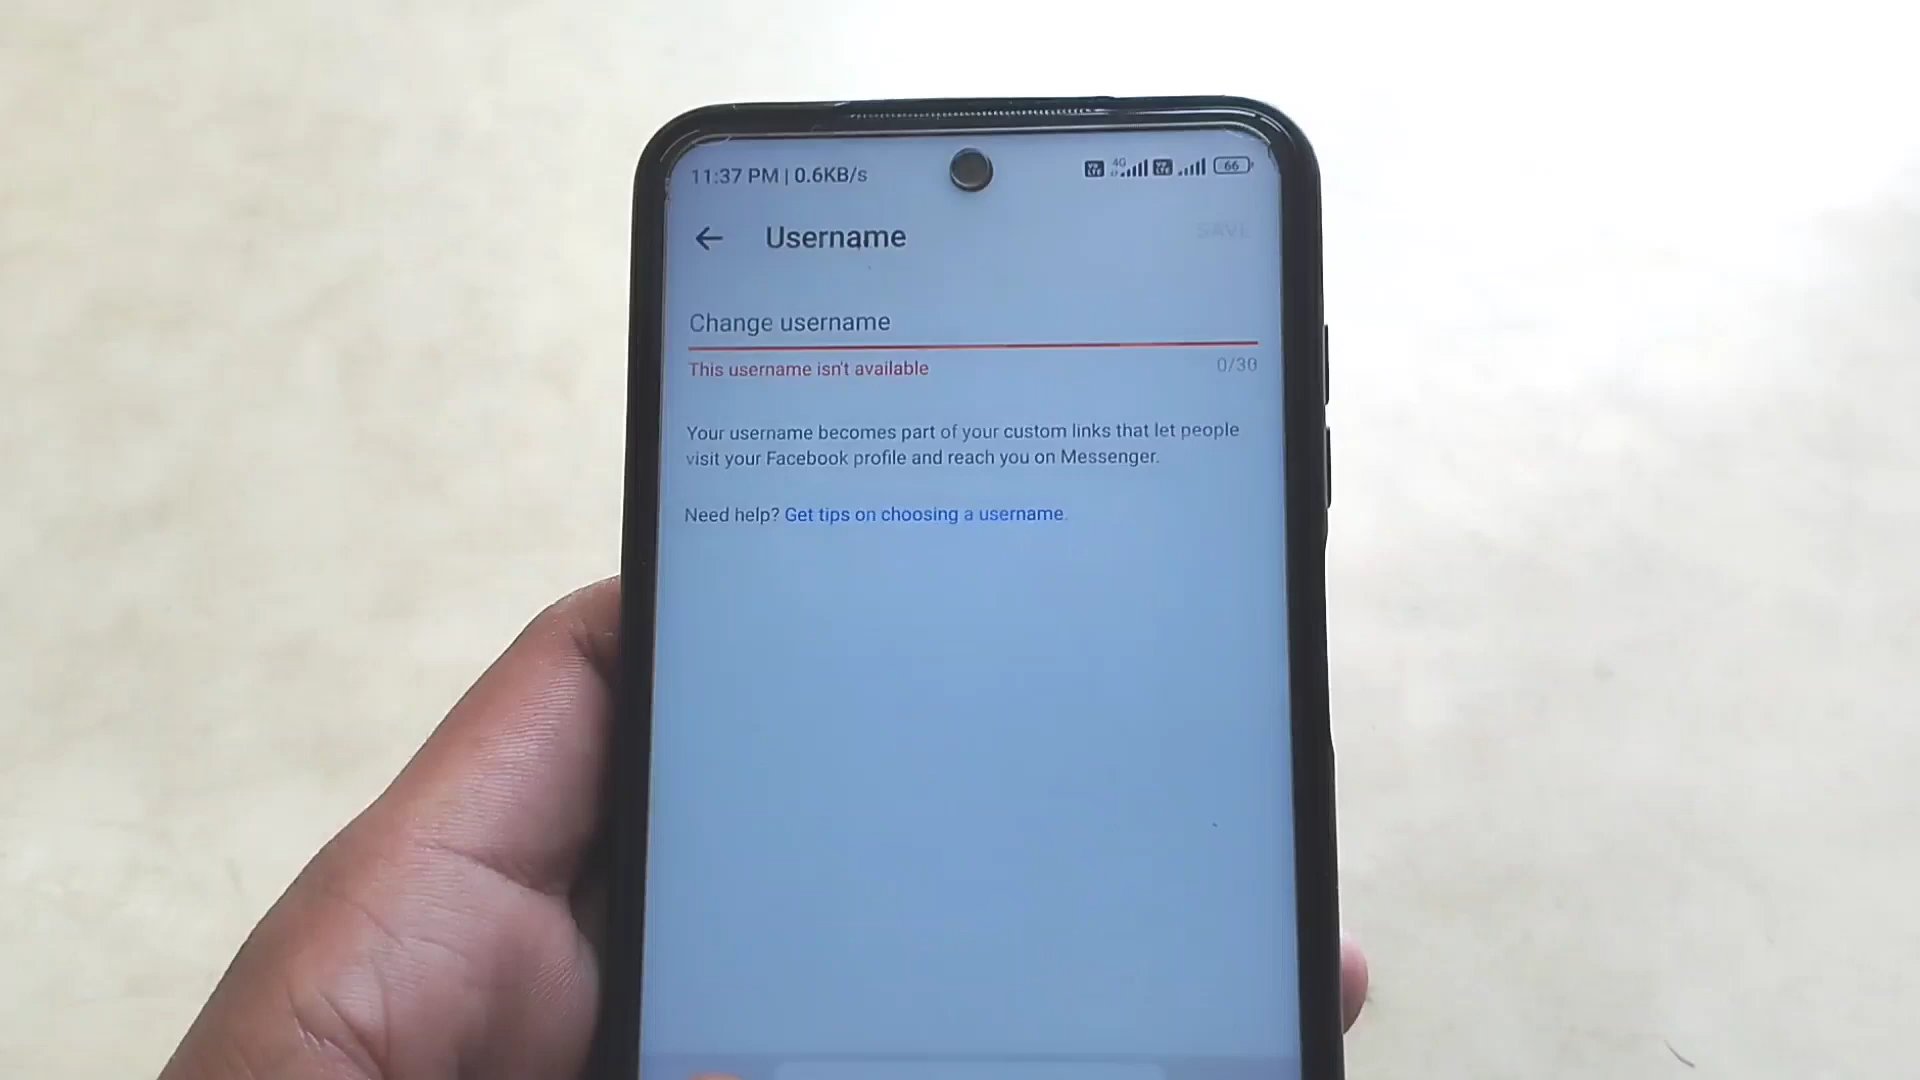 11:37 PM | 0.6KB/s 4G 66
Username SAVE
Change username
This username isn't available 0/30
Your username becomes part of your custom links that let people
visit your Facebook profile and reach you on Messenger.
Need help? Get tips on choosing a username.